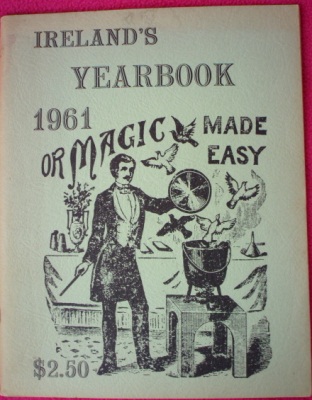 IRELAND'S
YEARBOOK
1961
OR MAGIC MADE
EASY
$2.50